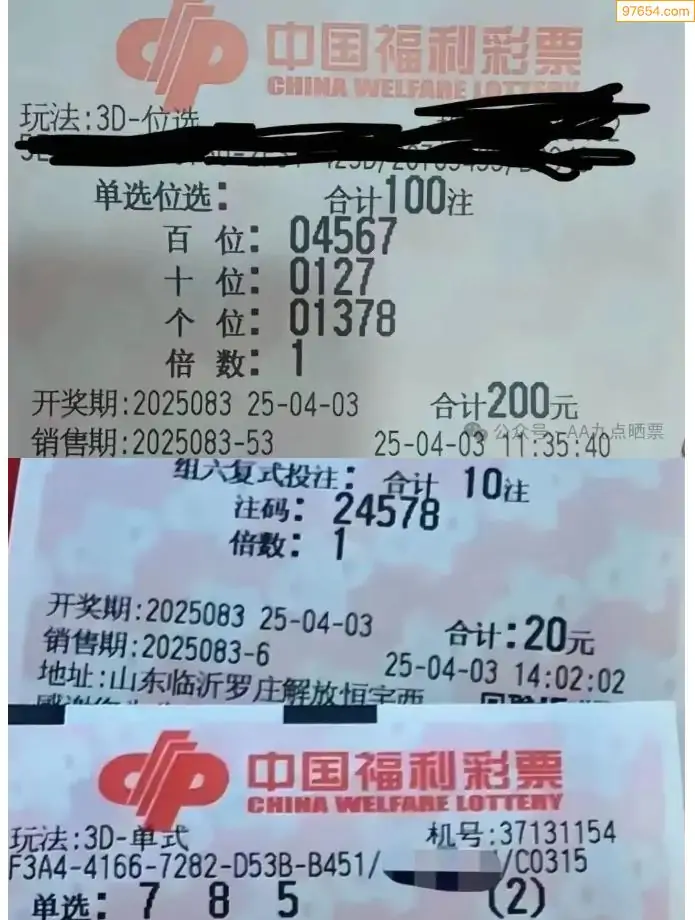 97654.com
中国福利彩票
CHINA WELFARE LOTTERY
玩法:3D-位选
单选位选: 合计100注
百 位: 04567
十 位: 0127
个 位: 01378
倍 数: 1
开奖期:2025083 25-04-03 合计200元
公众号 · AA九点晒票
销售期:2025083-53 25-04-03 11:35:40
组六复式投注: 合计 10注
注码: 24578
倍数: 1
开奖期:2025083 25-04-03 合计:20元
销售期:2025083-6 25-04-03 14:02:02
地址:山东临沂罗庄解放恒宇西
中国福利彩票
CHINA WELFARE LOTTERY
玩法:3D-单式 机号:37131154
F3A4-4166-7282-D53B-B451/ /C0315
单选: 7 8 5 (2)